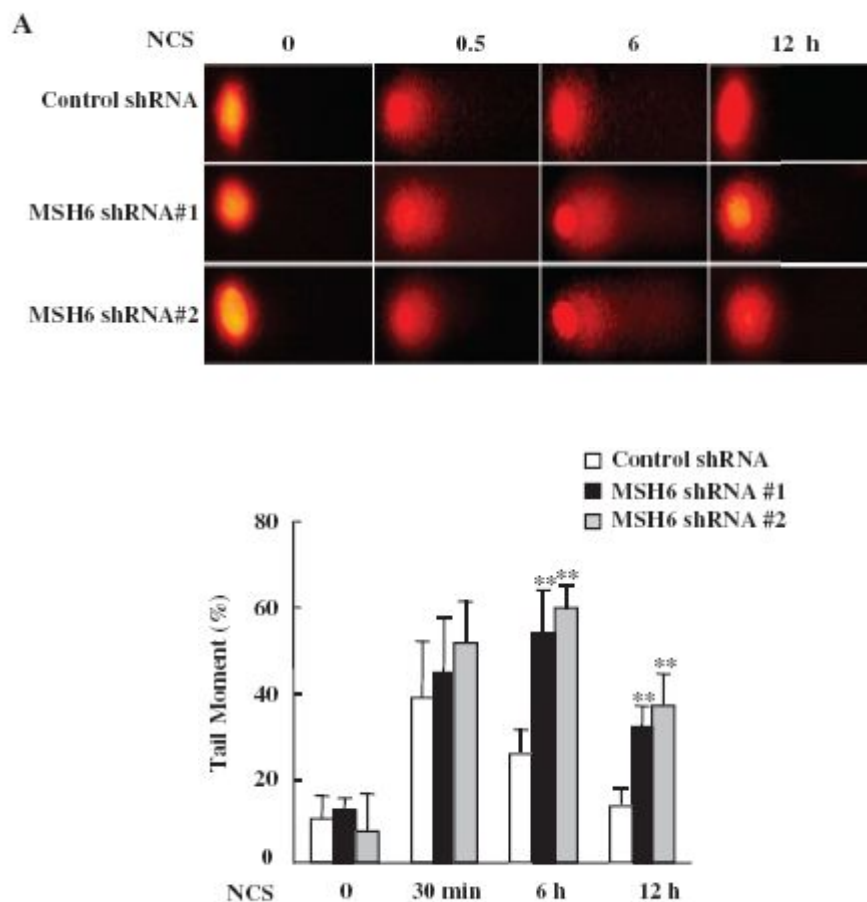 A
NCS 0 0.5 6 12 h
Control shRNA
MSH6 shRNA#1
MSH6 shRNA#2
Control shRNA
MSH6 shRNA #1
MSH6 shRNA #2
80
60
40
20
0
Tail Moment (%)
** **
** **
NCS 0 30 min 6 h 12 h